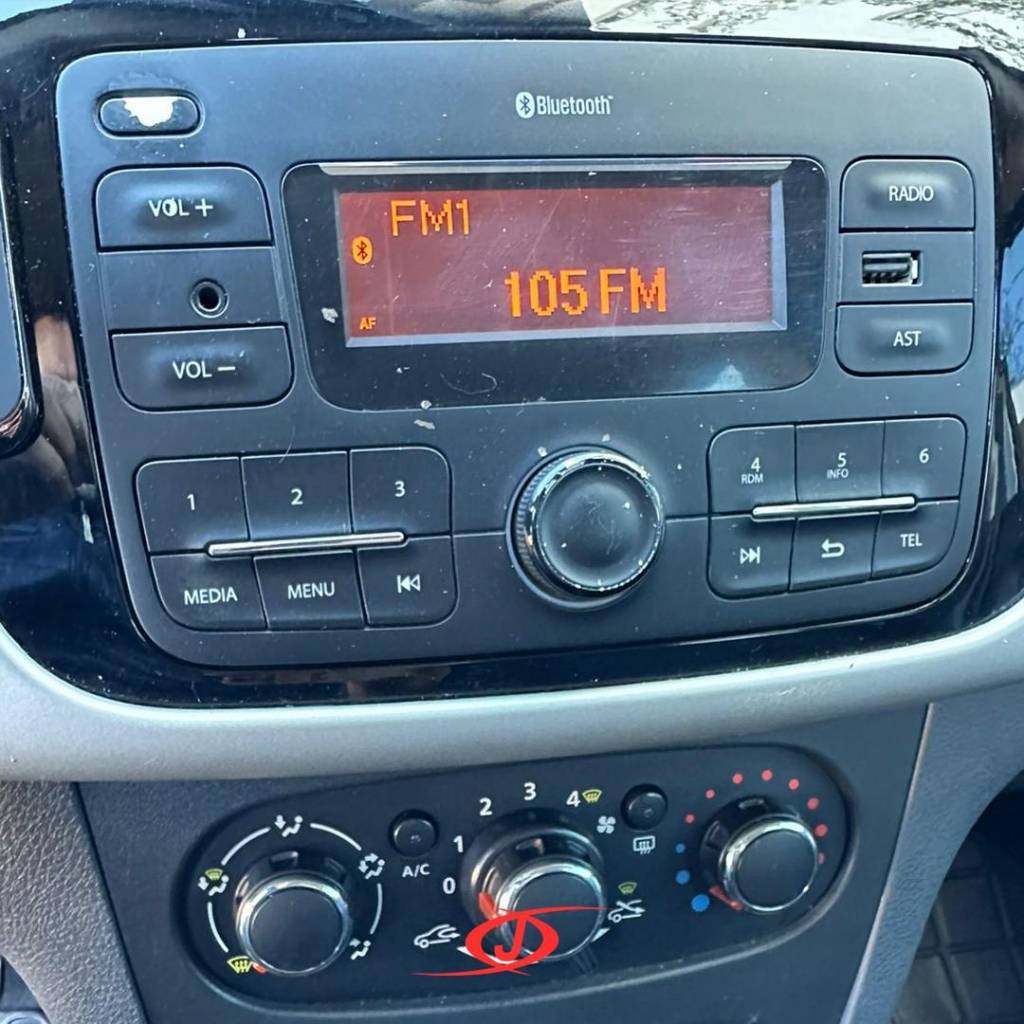 Bluetooth™
VOL +
RADIO
FM1
105 FM
AF
AST
VOL −
1
2
3
4
RDM
5
INFO
6
MEDIA
MENU
TEL
0
1
2
3
4
A/C